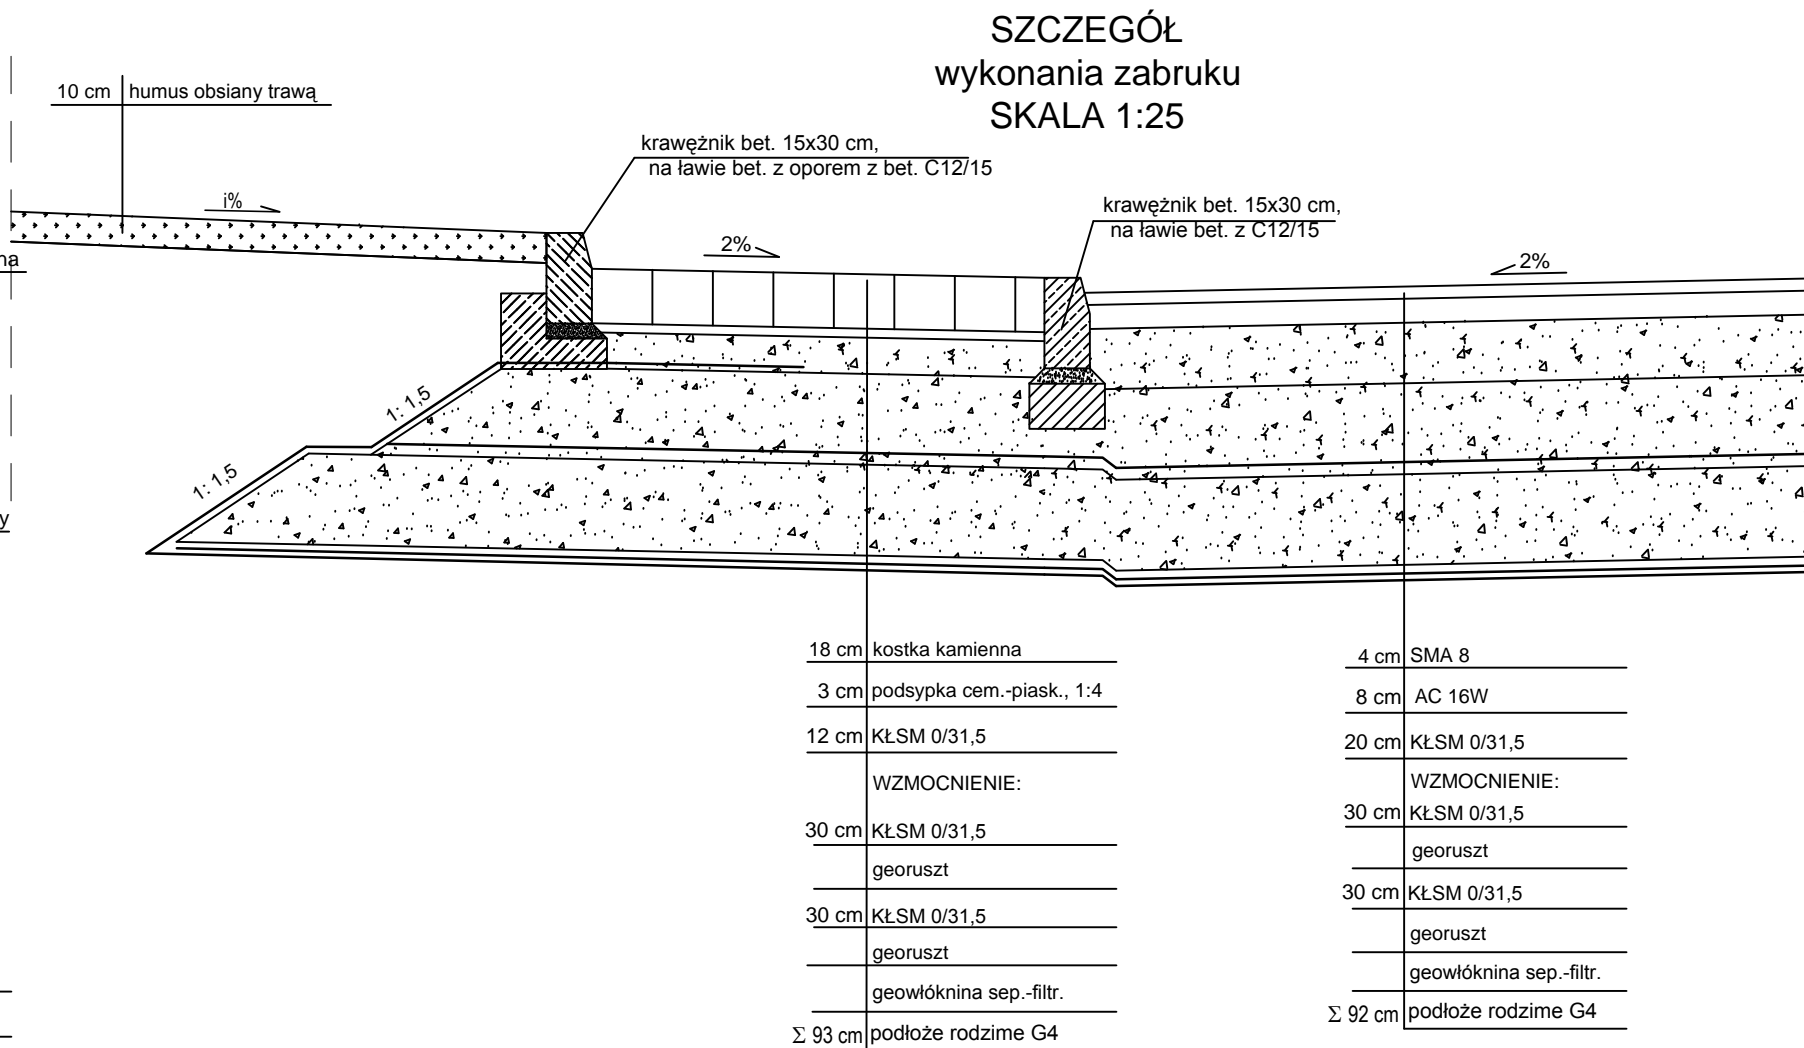 SZCZEGÓŁ
wykonania zabruku
SKALA 1:25
10 cm humus obsiany trawą
krawężnik bet. 15x30 cm,
na ławie bet. z oporem z bet. C12/15
krawężnik bet. 15x30 cm,
na ławie bet. z C12/15
i%
2%
2%
na
1: 1,5
1: 1,5
y
18 cm kostka kamienna
3 cm podsypka cem.-piask., 1:4
12 cm KŁSM 0/31,5
WZMOCNIENIE:
30 cm KŁSM 0/31,5
georuszt
30 cm KŁSM 0/31,5
georuszt
geowłóknina sep.-filtr.
Σ 93 cm podłoże rodzime G4
4 cm SMA 8
8 cm AC 16W
20 cm KŁSM 0/31,5
WZMOCNIENIE:
30 cm KŁSM 0/31,5
georuszt
30 cm KŁSM 0/31,5
georuszt
geowłóknina sep.-filtr.
Σ 92 cm podłoże rodzime G4